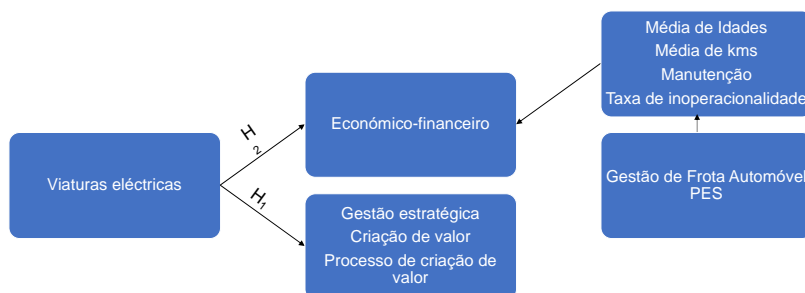 Viaturas eléctricas
H2
H1
Económico-financeiro
Gestão estratégica
Criação de valor
Processo de criação de
valor
Média de Idades
Média de kms
Manutenção
Taxa de inoperacionalidade
Gestão de Frota Automóvel
PES